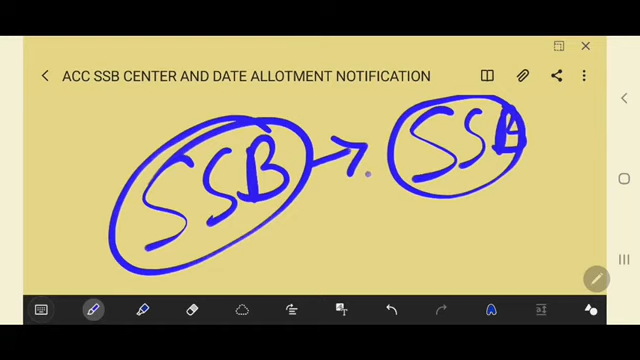 ACC SSB CENTER AND DATE ALLOTMENT NOTIFICATION
SSB → SSB